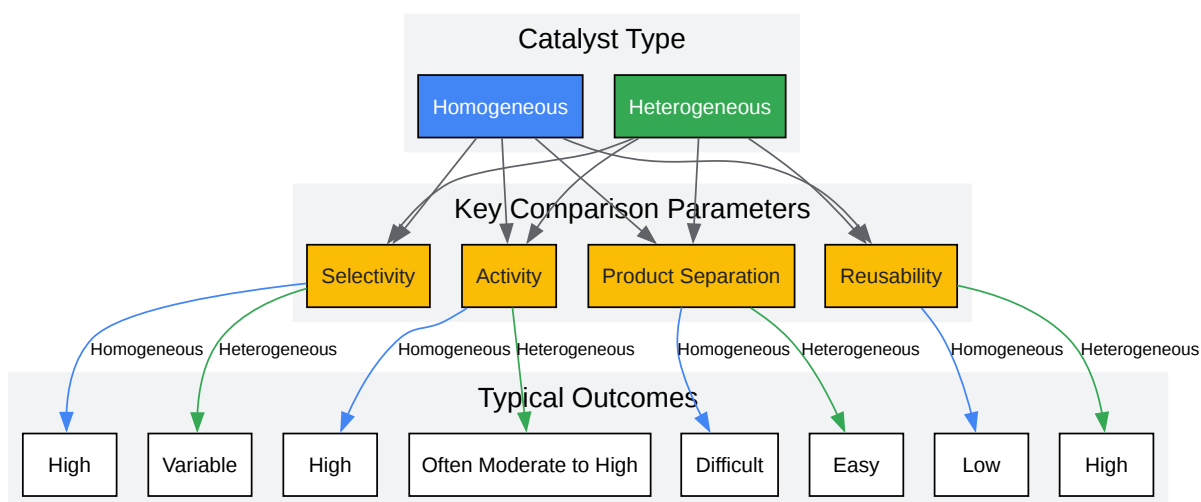 Catalyst Type
Homogeneous
Heterogeneous
Key Comparison Parameters
Selectivity
Activity
Product Separation
Reusability
Homogeneous
Heterogeneous
Homogeneous
Heterogeneous
Homogeneous
Heterogeneous
Homogeneous
Heterogeneous
Typical Outcomes
High
Variable
High
Often Moderate to High
Difficult
Easy
Low
High